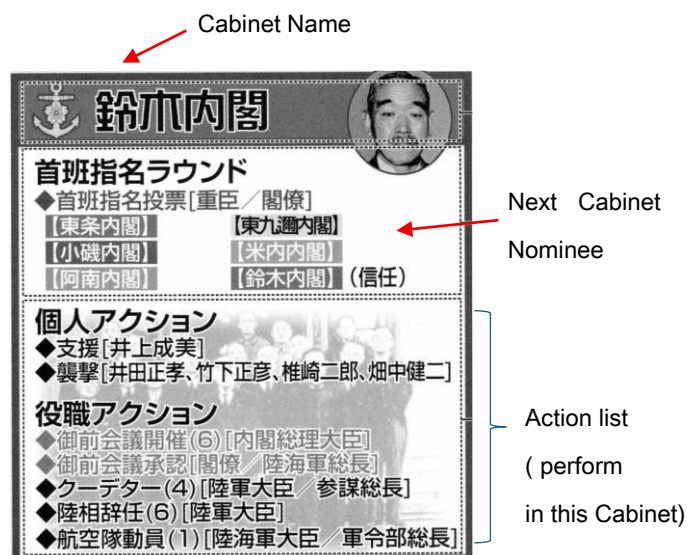 Cabinet Name
鈴木内閣
首班指名ラウンド
◆首班指名投票[重臣／閣僚]
【東条内閣】 【東久邇内閣】
【小磯内閣】 【米内内閣】
【阿南内閣】 【鈴木内閣】(信任)
Next Cabinet
Nominee
個人アクション
◆支援[井上成美]
◆襲撃[井田正孝、竹下正彦、椎崎二郎、畑中健二]
役職アクション
◆御前会議開催(6)[内閣総理大臣]
◆御前会議承認[閣僚／陸海軍総長]
◆クーデター(4)[陸軍大臣／参謀総長]
◆陸相辞任(6)[陸軍大臣]
◆航空隊動員(1)[陸海軍大臣／軍令部総長]
Action list
( perform
in this Cabinet)